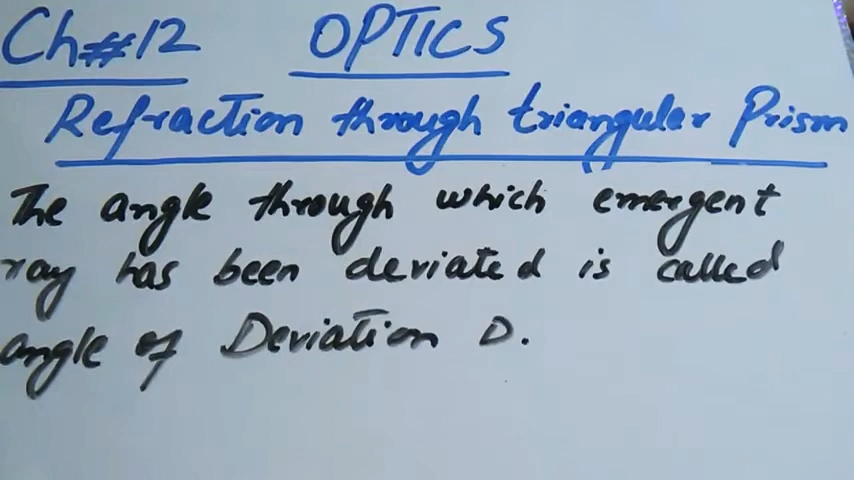 Ch#12 OPTICS
Refraction through triangular Prism
The angle through which emergent
ray has been deviated is called
angle of Deviation D.